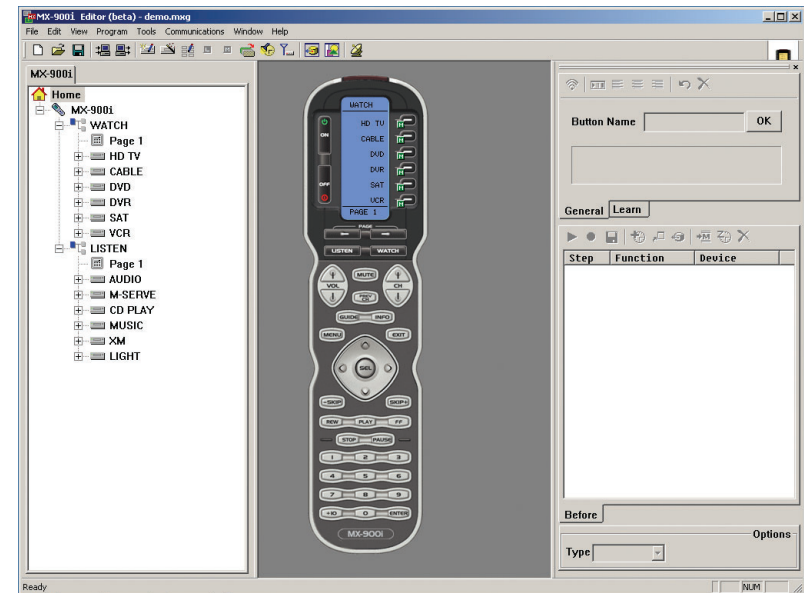 MX-900i Editor (beta) - demo.mxg
File Edit View Program Tools Communications Window Help
MX-900i
Home
MX-900i
WATCH
Page 1
HD TV
CABLE
DVD
DVR
SAT
VCR
LISTEN
Page 1
AUDIO
M-SERVE
CD PLAY
MUSIC
XM
LIGHT
WATCH
ON
HD TV
CABLE
DVD
DVR
OFF
SAT
VCR
PAGE 1
PAGE
LISTEN WATCH
VOL MUTE CH
GUIDE INFO
MENU EXIT
SEL
-SKIP SKIP+
REW PLAY FF
STOP PAUSE
1 2 3
4 5 6
7 8 9
+10 0 ENTER
MX-900i
Button Name OK
General Learn
Step Function Device
Before
Options
Type
Ready NUM